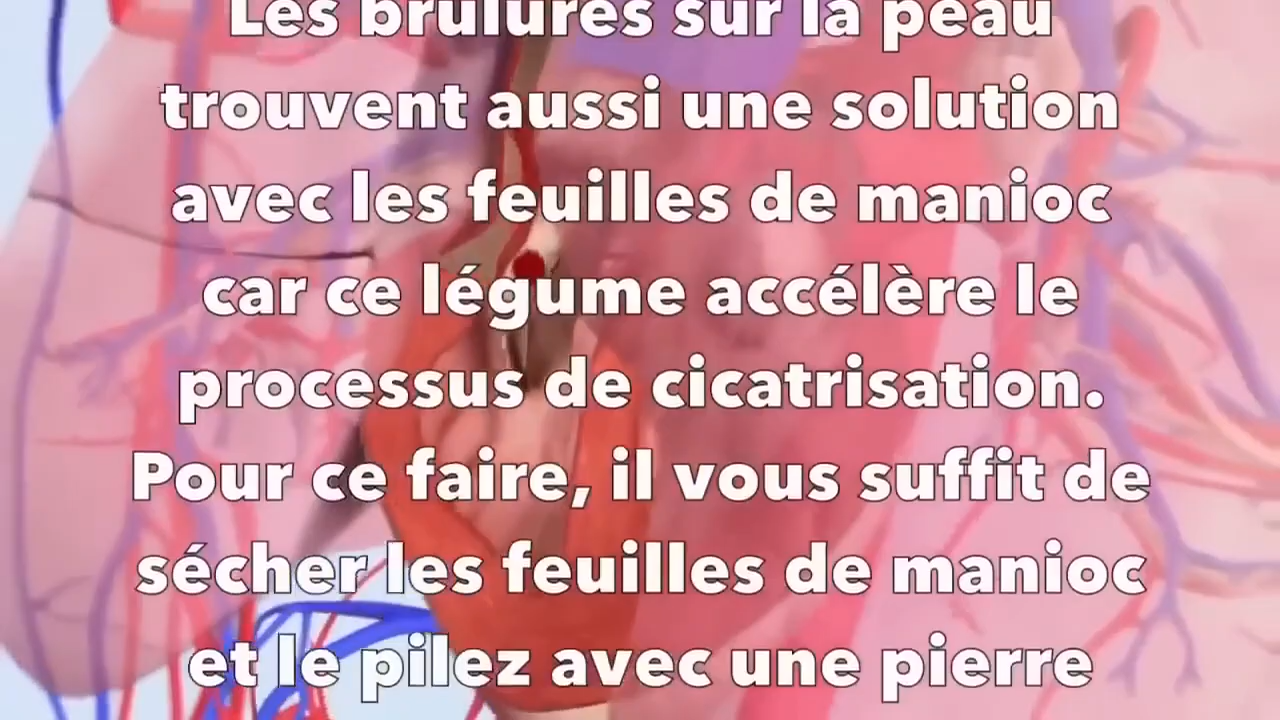 Les brûlures sur la peau
trouvent aussi une solution
avec les feuilles de manioc
car ce légume accélère le
processus de cicatrisation.
Pour ce faire, il vous suffit de
sécher les feuilles de manioc
et le pilez avec une pierre